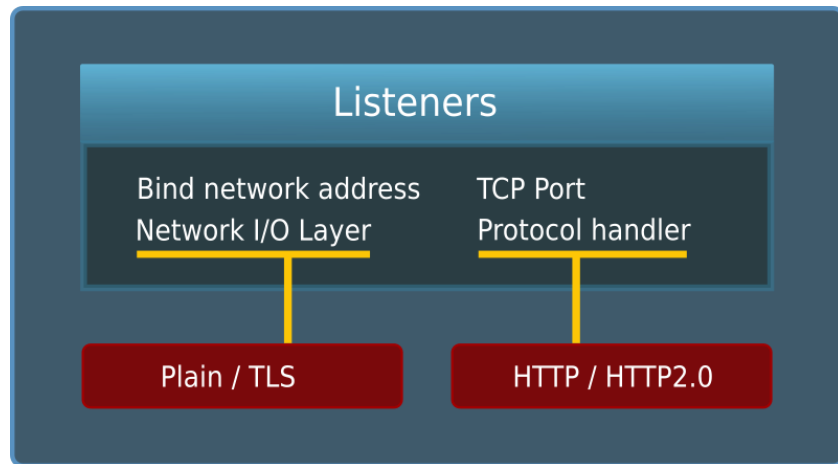 Listeners
Bind network address
TCP Port
Network I/O Layer
Protocol handler
Plain / TLS
HTTP / HTTP2.0